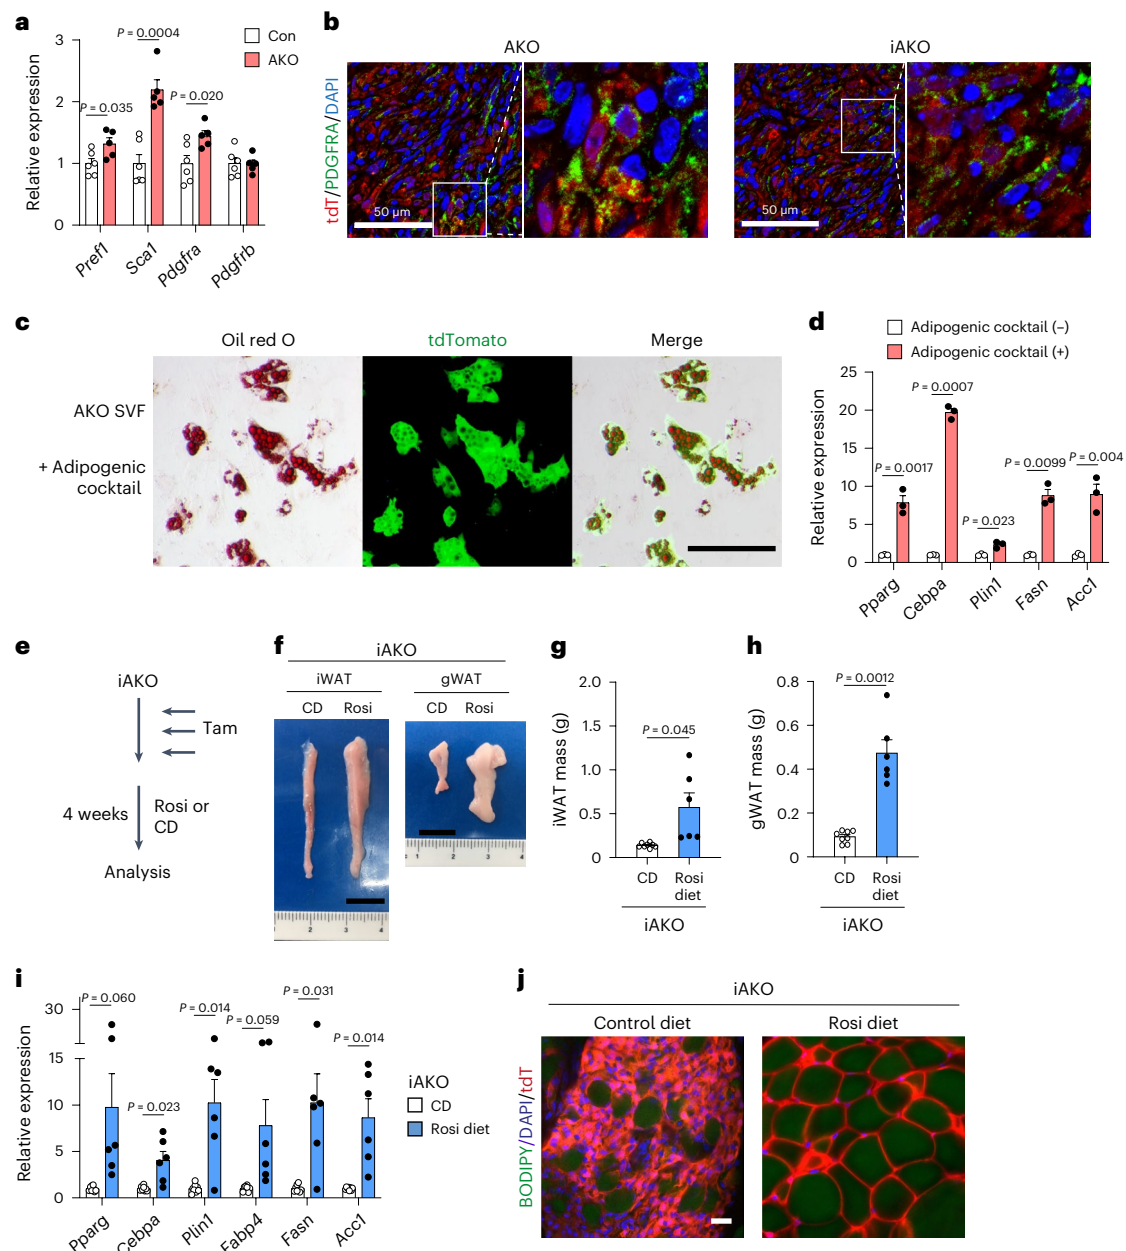 a
3
2
1
0
Relative expression
P = 0.035
P = 0.0004
P = 0.020
Con
AKO
Pref1
Sca1
Pdgfra
Pdgfrb
b
AKO
iAKO
tdT/PDGFRA/DAPI
50 µm
50 µm
c
Oil red O
tdTomato
Merge
AKO SVF
+ Adipogenic
cocktail
d
Adipogenic cocktail (–)
Adipogenic cocktail (+)
25
20
15
10
5
0
Relative expression
P = 0.0017
P = 0.0007
P = 0.023
P = 0.0099
P = 0.004
Pparg
Cebpa
Plin1
Fasn
Acc1
e
iAKO
Tam
4 weeks
Rosi or
CD
Analysis
f
iAKO
iWAT
gWAT
CD
Rosi
CD
Rosi
2
3
4
1
2
3
4
g
2.0
1.5
1.0
0.5
0
iWAT mass (g)
P = 0.045
CD
Rosi
diet
iAKO
h
0.8
0.6
0.4
0.2
0
gWAT mass (g)
P = 0.0012
CD
Rosi
diet
iAKO
i
30
15
10
5
0
Relative expression
P = 0.060
P = 0.023
P = 0.014
P = 0.059
P = 0.031
P = 0.014
iAKO
CD
Rosi diet
Pparg
Cebpa
Plin1
Fabp4
Fasn
Acc1
j
iAKO
Control diet
Rosi diet
BODIPY/DAPI/tdT